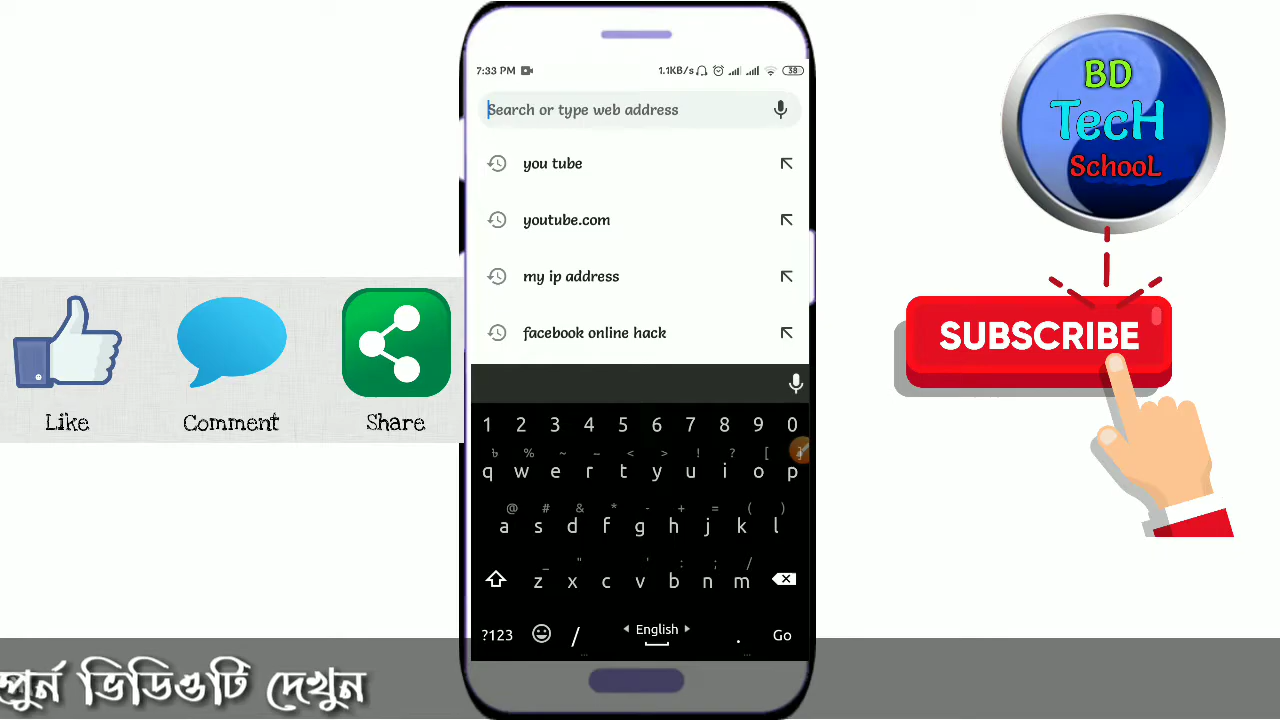 7:33 PM
1.1KB/s
38
Search or type web address
you tube
youtube.com
my ip address
facebook online hack
1 2 3 4 5 6 7 8 9 0
৳ % ~ – < > ! ? [
q w e r t y u i o p
@ # & * - + = ( )
a s d f g h j k l
_ " ' : ; /
z x c v b n m
?123 / English . Go
Like
Comment
Share
BD
TecH
SchooL
SUBSCRIBE
ভিডিওটি দেখুন